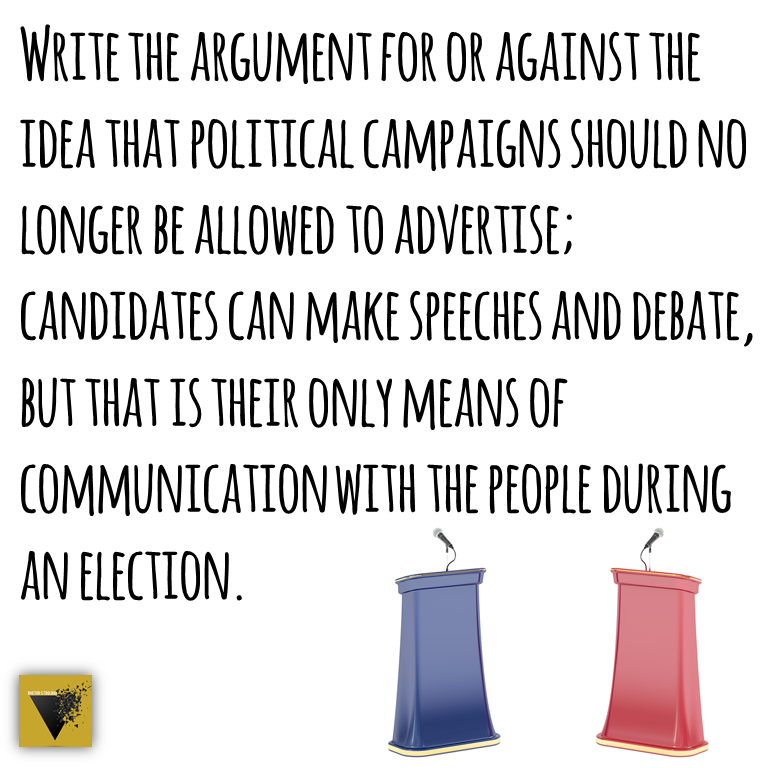 Write the argument for or against the
idea that political campaigns should no
longer be allowed to advertise;
candidates can make speeches and debate,
but that is their only means of
communication with the people during
an election.